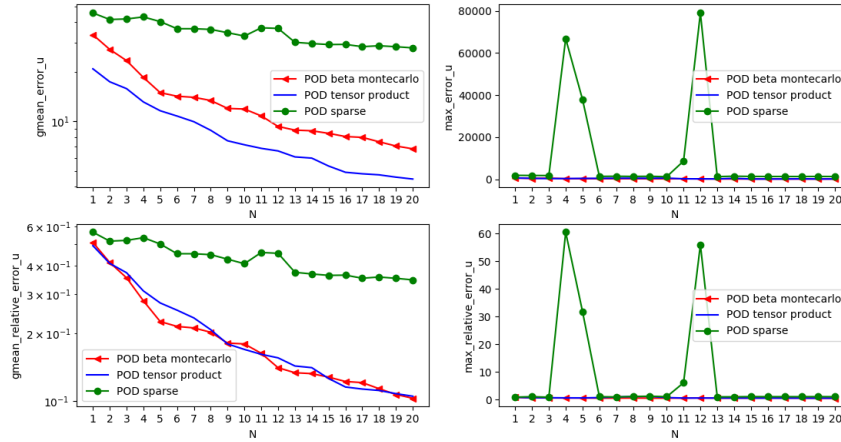 gmean_error_u
10¹
POD beta montecarlo
POD tensor product
POD sparse
1 2 3 4 5 6 7 8 9 10 11 12 13 14 15 16 17 18 19 20
N
max_error_u
80000
60000
40000
20000
0
POD beta montecarlo
POD tensor product
POD sparse
1 2 3 4 5 6 7 8 9 10 11 12 13 14 15 16 17 18 19 20
N
gmean_relative_error_u
6 × 10⁻¹
4 × 10⁻¹
3 × 10⁻¹
2 × 10⁻¹
10⁻¹
POD beta montecarlo
POD tensor product
POD sparse
1 2 3 4 5 6 7 8 9 10 11 12 13 14 15 16 17 18 19 20
N
max_relative_error_u
60
50
40
30
20
10
0
POD beta montecarlo
POD tensor product
POD sparse
1 2 3 4 5 6 7 8 9 10 11 12 13 14 15 16 17 18 19 20
N